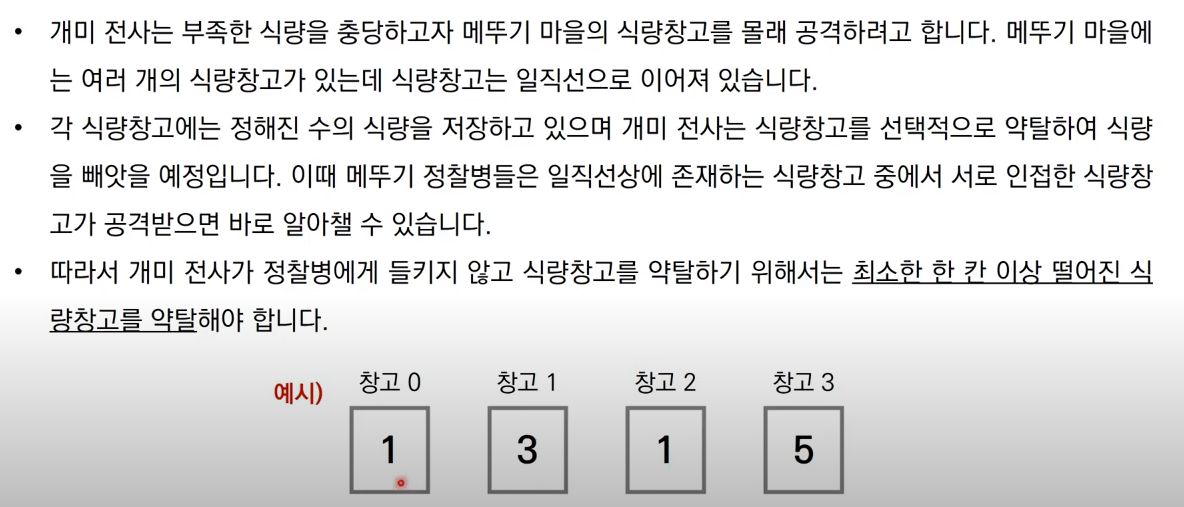 • 개미 전사는 부족한 식량을 충당하고자 메뚜기 마을의 식량창고를 몰래 공격하려고 합니다. 메뚜기 마을에
는 여러 개의 식량창고가 있는데 식량창고는 일직선으로 이어져 있습니다.
• 각 식량창고에는 정해진 수의 식량을 저장하고 있으며 개미 전사는 식량창고를 선택적으로 약탈하여 식량
을 빼앗을 예정입니다. 이때 메뚜기 정찰병들은 일직선상에 존재하는 식량창고 중에서 서로 인접한 식량창
고가 공격받으면 바로 알아챌 수 있습니다.
• 따라서 개미 전사가 정찰병에게 들키지 않고 식량창고를 약탈하기 위해서는 최소한 한 칸 이상 떨어진 식
량창고를 약탈해야 합니다.
예시) 창고 0 창고 1 창고 2 창고 3
1 3 1 5